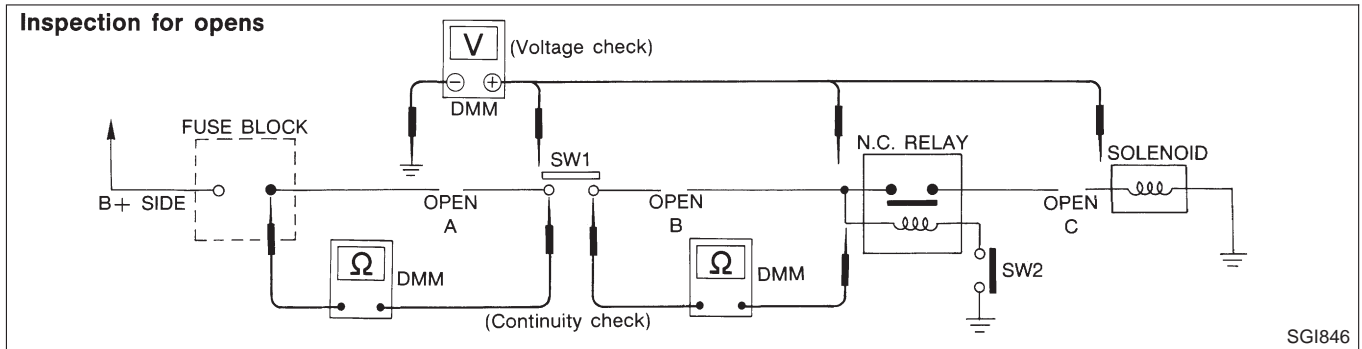 Inspection for opens
V
(Voltage check)
− +
DMM
FUSE BLOCK
N.C. RELAY
SW1
SOLENOID
B+ SIDE
OPEN
A
OPEN
B
OPEN
C
Ω
DMM
Ω
DMM
SW2
(Continuity check)
SGI846